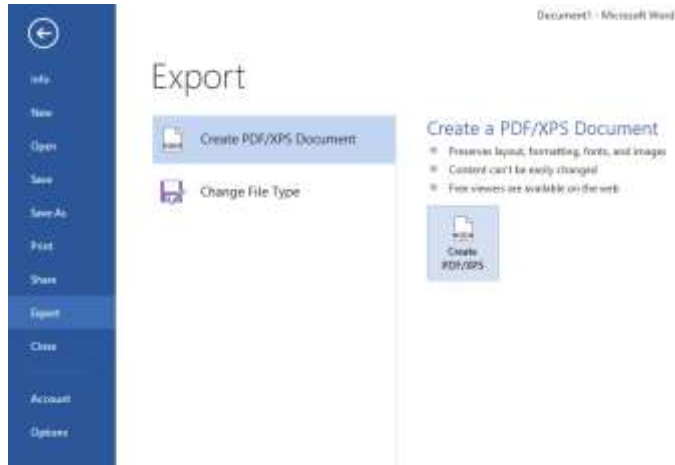 Document1 - Microsoft Word
Info
New
Open
Save
Save As
Print
Share
Export
Close
Account
Options
Export
Create PDF/XPS Document
Change File Type
Create a PDF/XPS Document
Preserves layout, formatting, fonts, and images
Content can't be easily changed
Free viewers are available on the web
Create
PDF/XPS